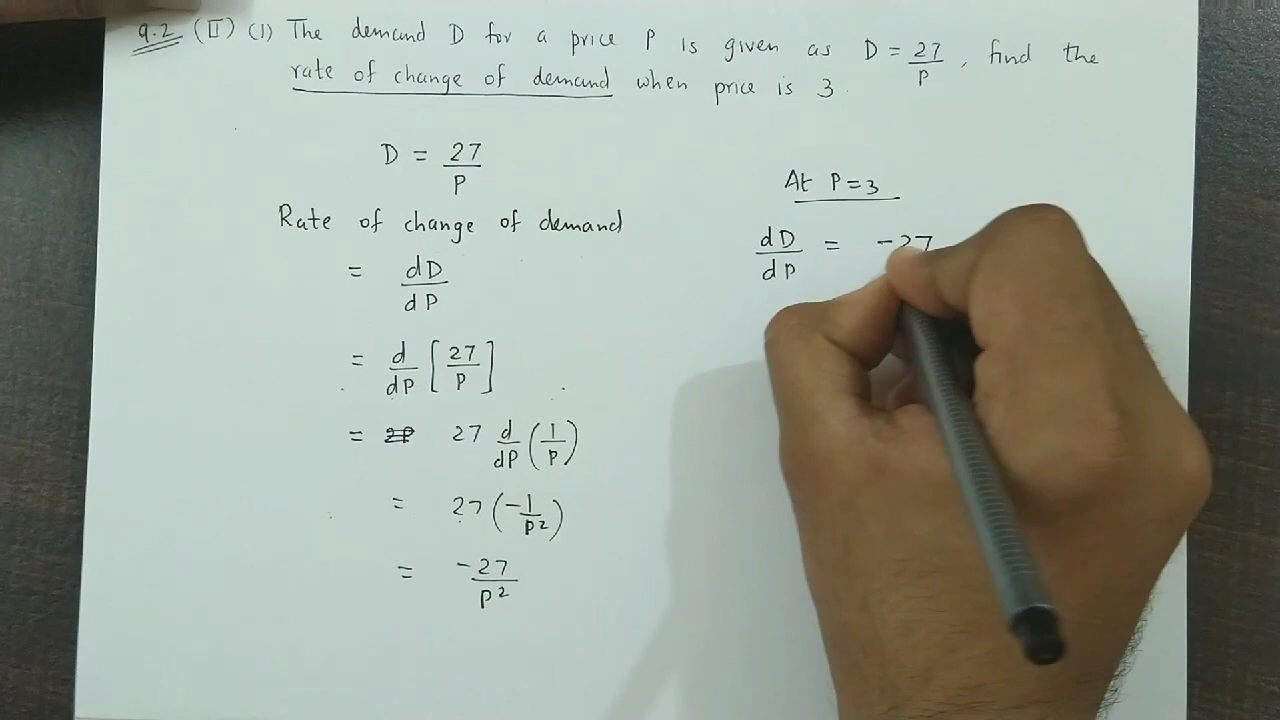 9.2 (II) (1) The demand D for a price P is given as D = 27/P, find the
rate of change of demand when price is 3.
D = 27/P
Rate of change of demand
= dD/dP
= d/dP [27/P]
= 27 d/dP (1/P)
= 27 (-1/P²)
= -27/P²
At P=3
dD/dP = -27